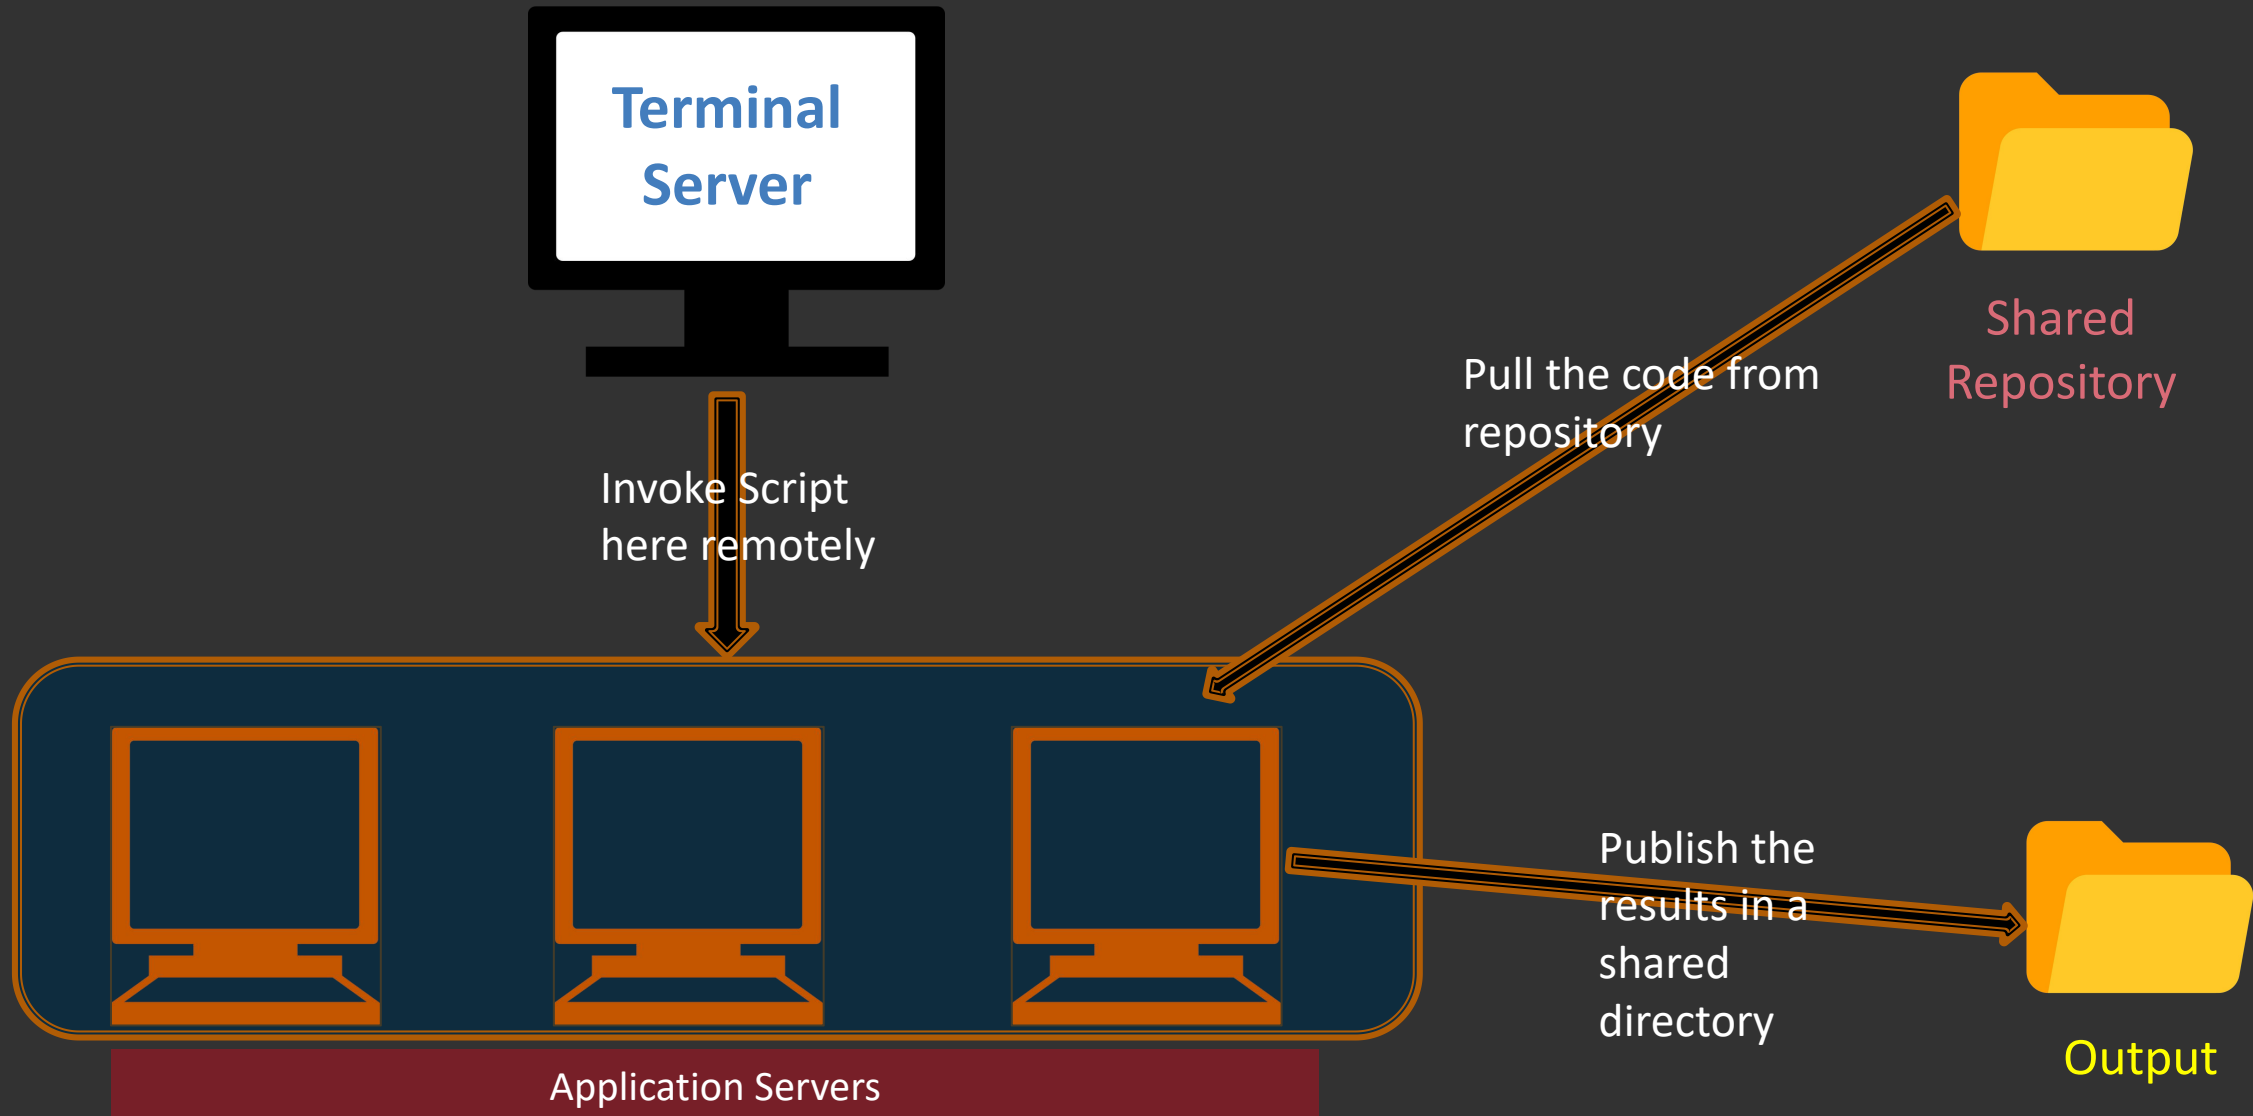 Terminal
Server
Shared
Repository
Pull the code from
repository
Invoke Script
here remotely
Publish the
results in a
shared
directory
Output
Application Servers